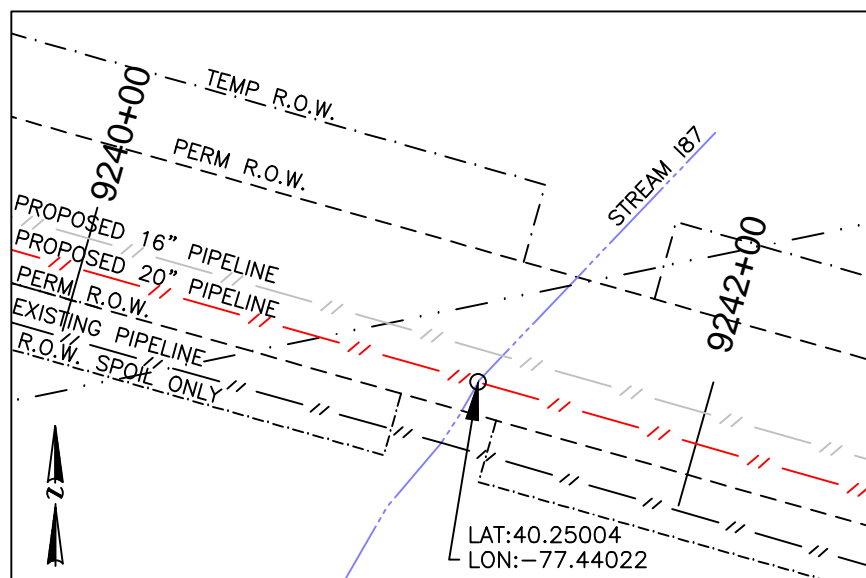 TEMP R.O.W.
9240+00
PERM R.O.W.
STREAM I87
PROPOSED 16" PIPELINE
PROPOSED 20" PIPELINE
PERM R.O.W.
EXISTING PIPELINE
R.O.W. SPOIL ONLY
9242+00
N
LAT:40.25004
LON:-77.44022